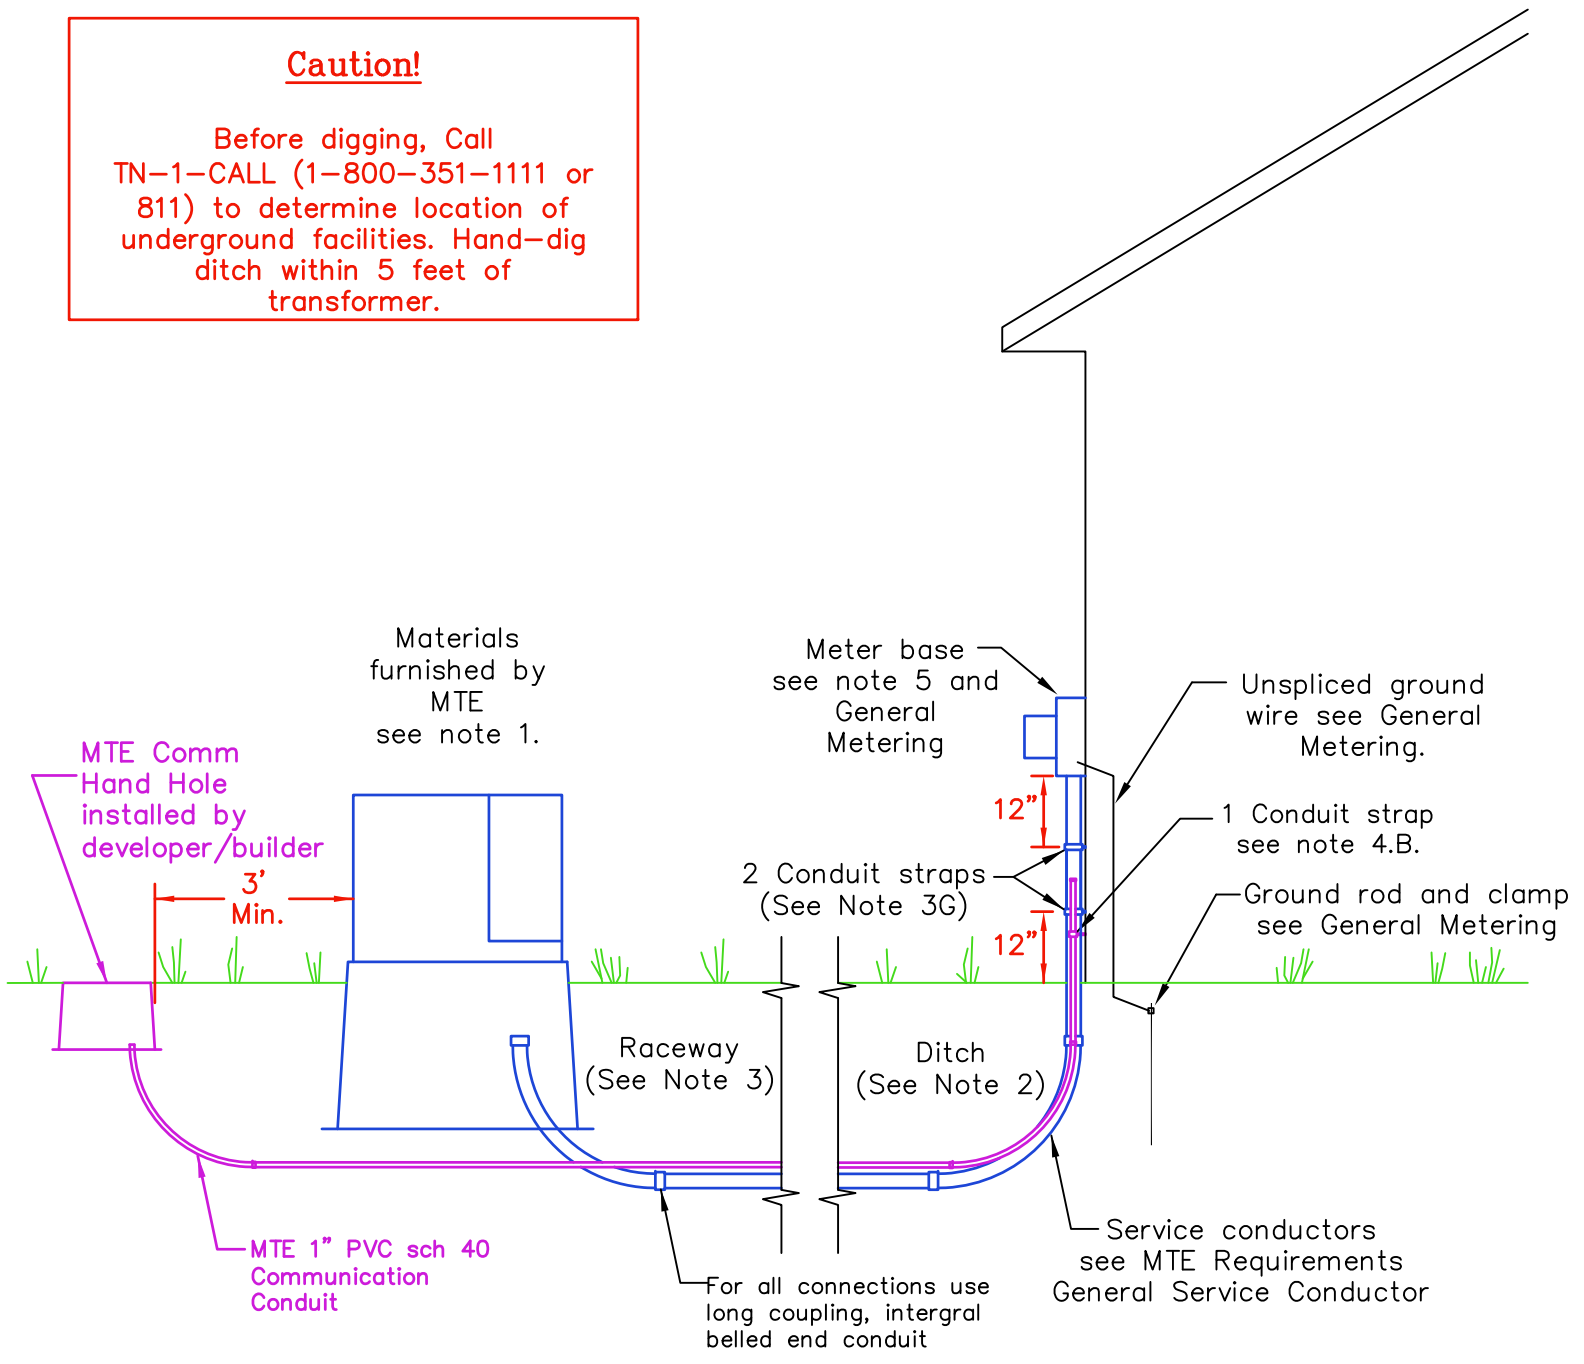 Caution!
Before digging, Call
TN-1-CALL (1-800-351-1111 or
811) to determine location of
underground facilities. Hand-dig
ditch within 5 feet of
transformer.
Materials
furnished by
MTE
see note 1.
MTE Comm
Hand Hole
installed by
developer/builder
3'
Min.
Meter base
see note 5 and
General
Metering
Unspliced ground
wire see General
Metering.
12"
1 Conduit strap
see note 4.B.
2 Conduit straps
(See Note 3G)
Ground rod and clamp
see General Metering
12"
Raceway
(See Note 3)
Ditch
(See Note 2)
MTE 1" PVC sch 40
Communication
Conduit
For all connections use
long coupling, intergral
belled end conduit
Service conductors
see MTE Requirements
General Service Conductor